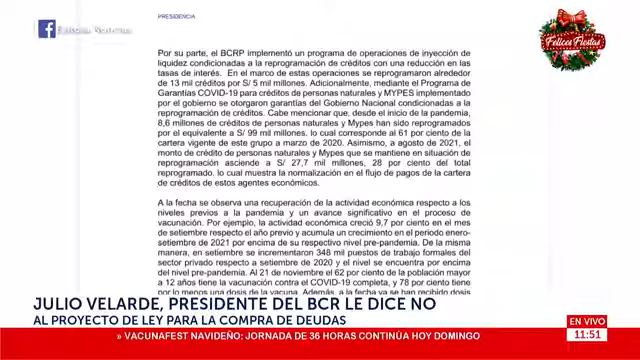 PRESIDENCIA
Felices Fiestas
Por su parte, el BCRP implementó un programa de operaciones de inyección de
liquidez condicionadas a la reprogramación de créditos con una reducción en las
tasas de interés. En el marco de estas operaciones se reprogramaron alrededor
de 13 mil créditos por S/ 5 mil millones. Adicionalmente, mediante el Programa de
Garantías COVID-19 para créditos de personas naturales y MYPES implementado
por el gobierno se otorgaron garantías del Gobierno Nacional condicionadas a la
reprogramación de créditos. Cabe mencionar que, desde el inicio de la pandemia,
8,6 millones de créditos de personas naturales y Mypes han sido reprogramados
por el equivalente a S/ 99 mil millones, lo cual corresponde al 61 por ciento de la
cartera vigente de este grupo a marzo de 2020. Asimismo, a agosto de 2021, el
monto de crédito de personas naturales y Mypes que se mantiene en situación de
reprogramación asciende a S/ 27,7 mil millones, 28 por ciento del total
reprogramado, lo cual muestra la normalización en el flujo de pagos de la cartera
de créditos de estos agentes económicos.
A la fecha se observa una recuperación de la actividad económica respecto a los
niveles previos a la pandemia y un avance significativo en el proceso de
vacunación. Por ejemplo, la actividad económica creció 9,7 por ciento en el mes
de setiembre respecto el año previo y acumula un crecimiento en el periodo enero-
setiembre de 2021 por encima de su respectivo nivel pre-pandemia. De la misma
manera, en setiembre se incrementaron 348 mil puestos de trabajo formales del
sector privado respecto a setiembre de 2020 y el nivel se encuentra por encima
del nivel pre-pandemia. Al 21 de noviembre el 62 por ciento de la población mayor
a 12 años tiene la vacunación contra el COVID-19 completa, y 78 por ciento tiene
por lo menos una dosis de la vacuna. Además, a la fecha ya se han recibido dosis
JULIO VELARDE, PRESIDENTE DEL BCR LE DICE NO
AL PROYECTO DE LEY PARA LA COMPRA DE DEUDAS
EN VIVO
11:51
» VACUNAFEST NAVIDEÑO: JORNADA DE 36 HORAS CONTINÚA HOY DOMINGO